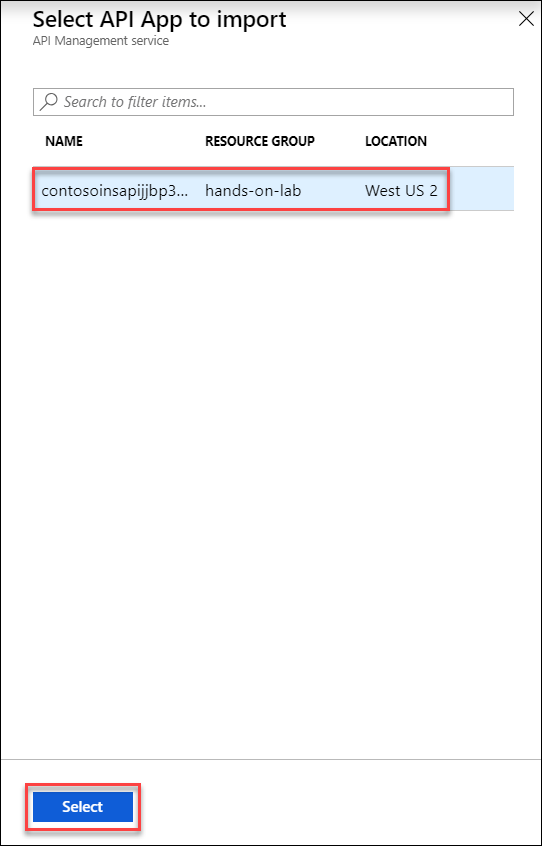 Select API App to import
API Management service
Search to filter items...
NAME RESOURCE GROUP LOCATION
contosoinsapijjbp3... hands-on-lab West US 2
Select